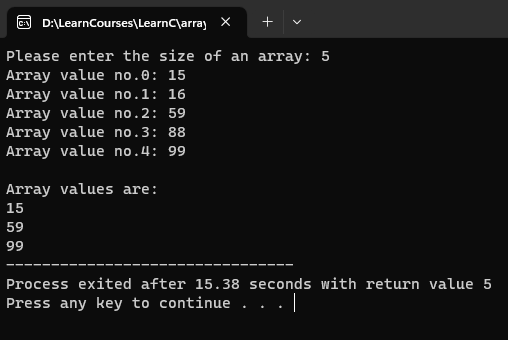 D:\LearnCourses\LearnC\array
Please enter the size of an array: 5
Array value no.0: 15
Array value no.1: 16
Array value no.2: 59
Array value no.3: 88
Array value no.4: 99
Array values are:
15
59
99
--------------------------------
Process exited after 15.38 seconds with return value 5
Press any key to continue . . .